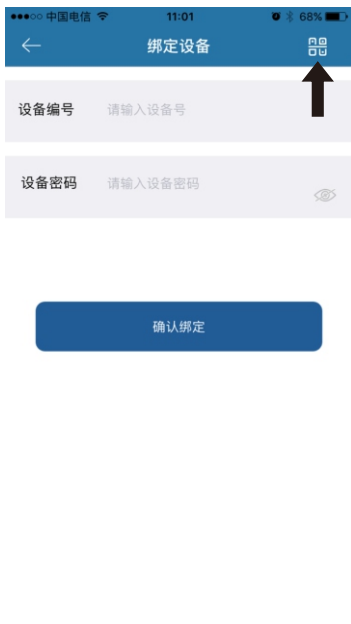 中国电信 11:01 68%
绑定设备
设备编号 请输入设备号
设备密码 请输入设备密码
确认绑定